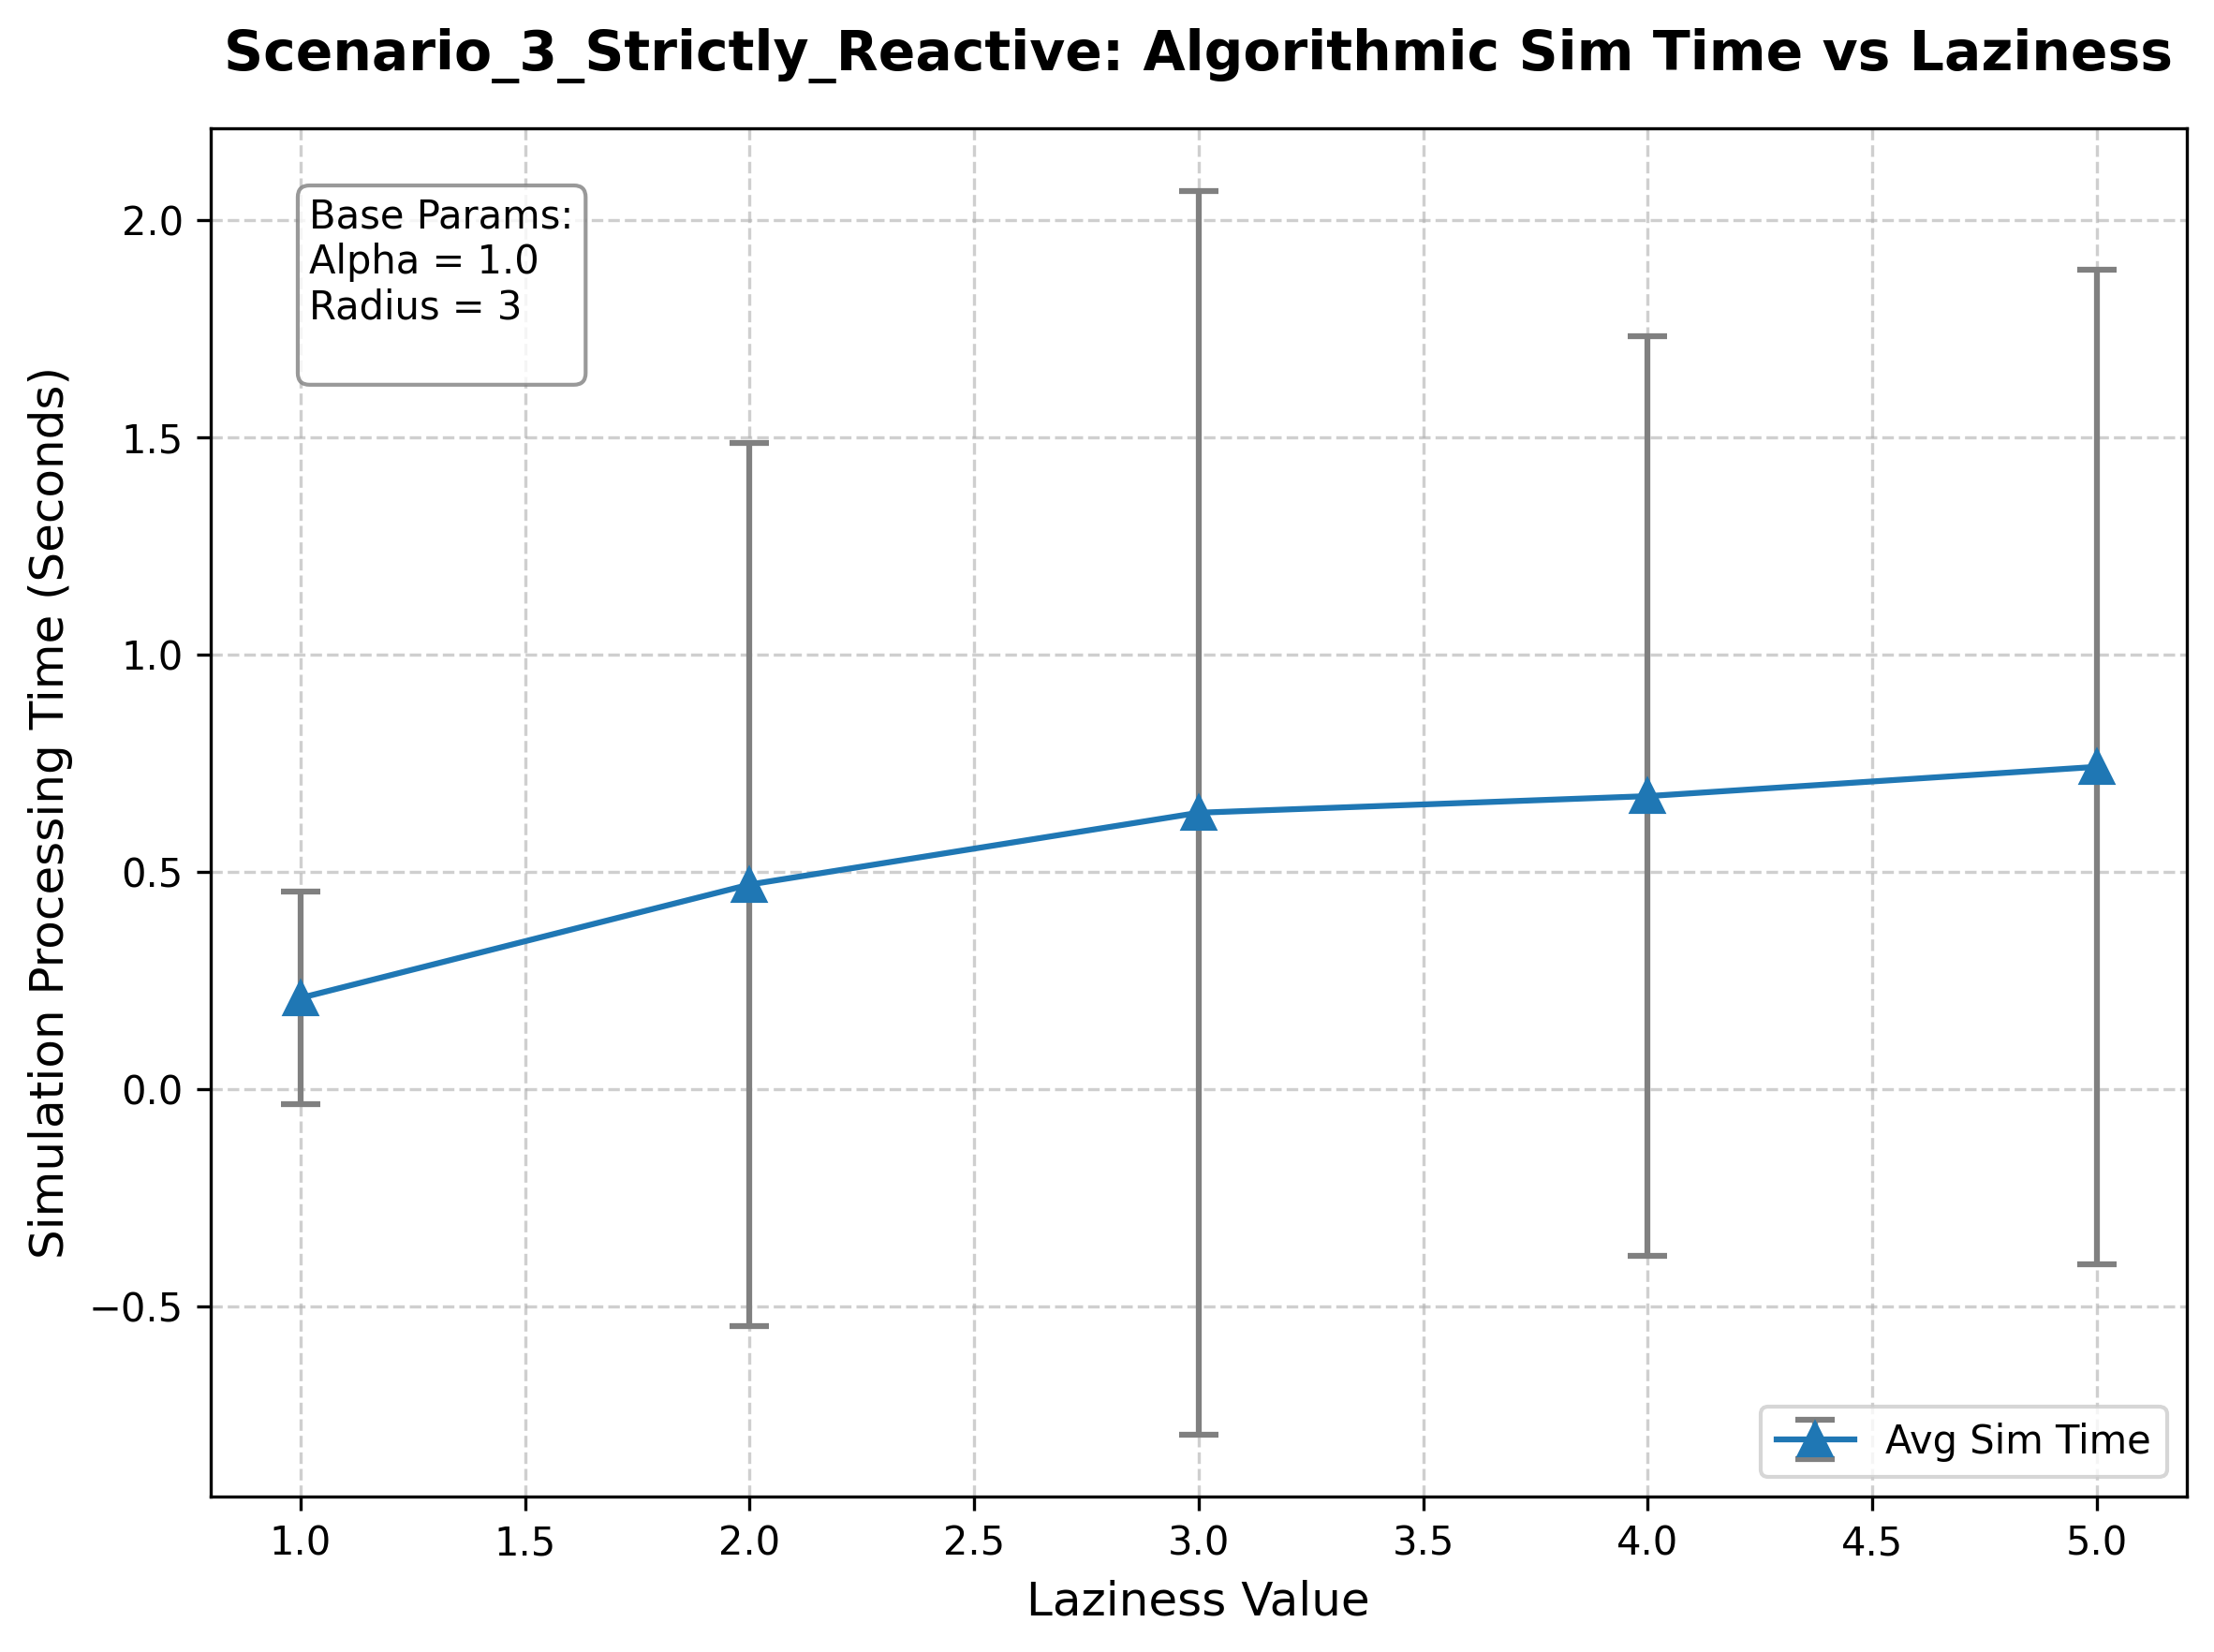 Scenario_3_Strictly_Reactive: Algorithmic Sim Time vs Laziness
Base Params:
Alpha = 1.0
Radius = 3
Simulation Processing Time (Seconds)
2.0
1.5
1.0
0.5
0.0
−0.5
Avg Sim Time
1.0 1.5 2.0 2.5 3.0 3.5 4.0 4.5 5.0
Laziness Value